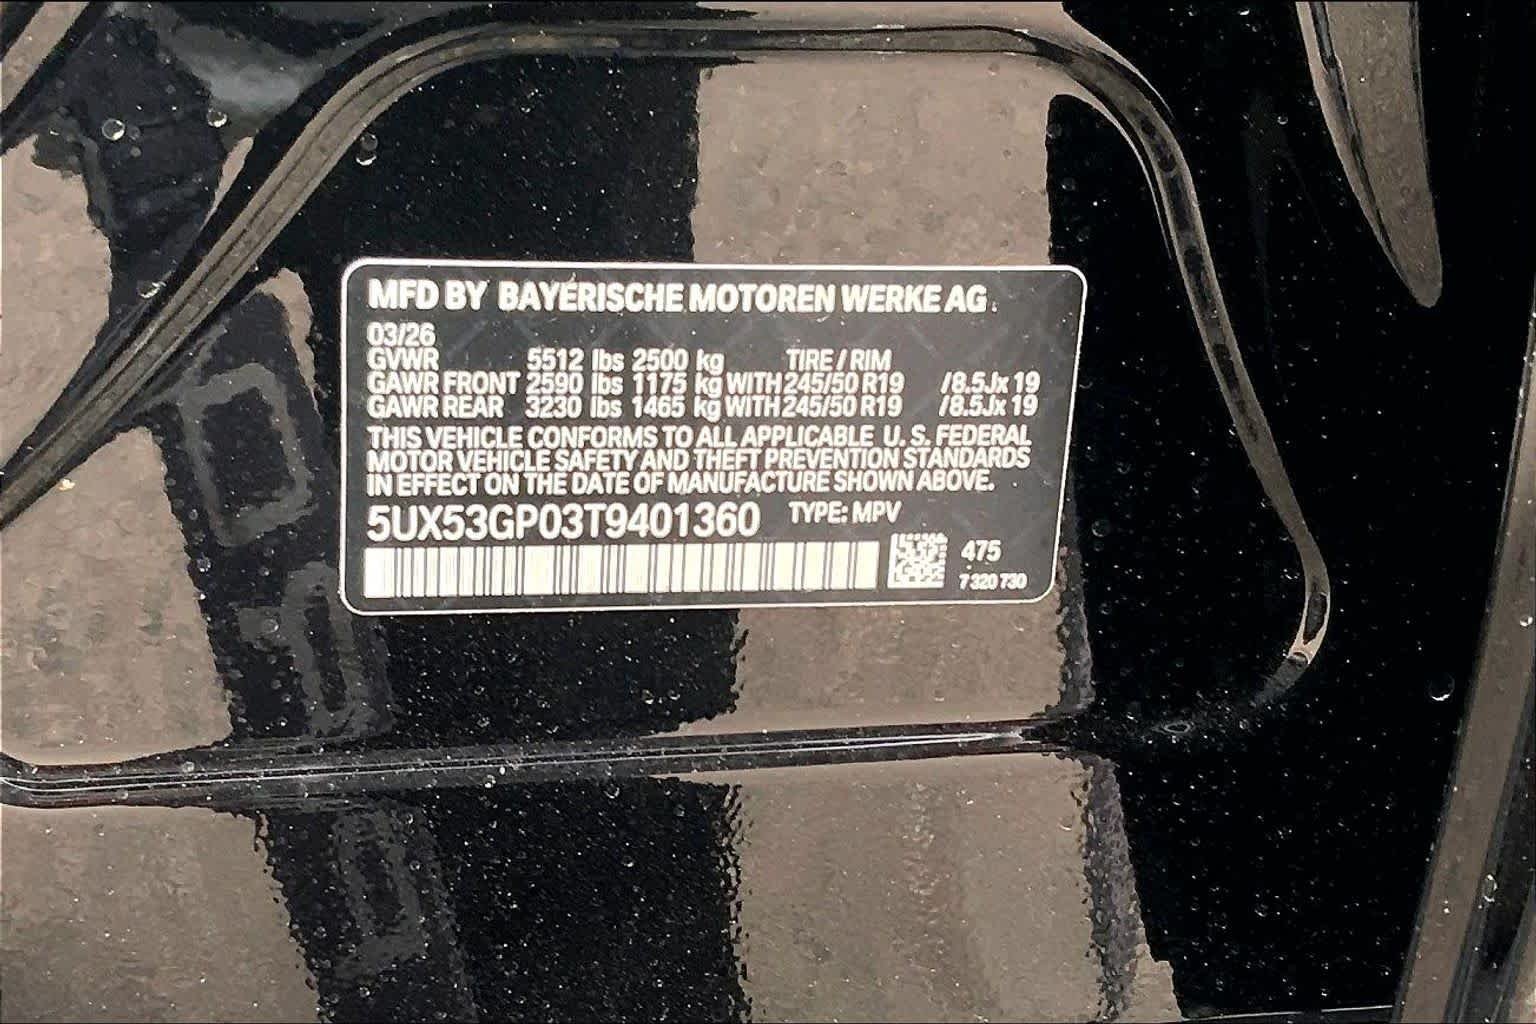 MFD BY BAYERISCHE MOTOREN WERKE AG
03/26
GVWR 5512 lbs 2500 kg TIRE / RIM
GAWR FRONT 2590 lbs 1175 kg WITH 245/50 R19 /8.5Jx 19
GAWR REAR 3230 lbs 1465 kg WITH 245/50 R19 /8.5Jx 19
THIS VEHICLE CONFORMS TO ALL APPLICABLE U. S. FEDERAL
MOTOR VEHICLE SAFETY AND THEFT PREVENTION STANDARDS
IN EFFECT ON THE DATE OF MANUFACTURE SHOWN ABOVE.
5UX53GP03T9401360 TYPE: MPV
475
7 320 730